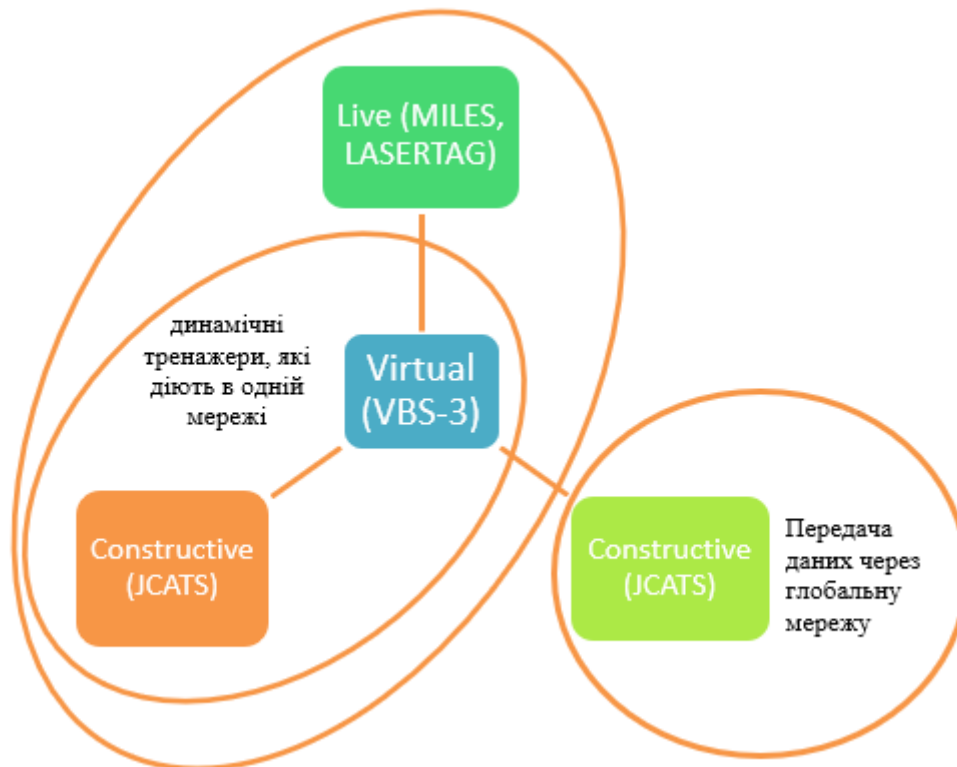 Live (MILES,
LASERTAG)
динамічні
тренажери, які
діють в одній
мережі
Virtual
(VBS-3)
Constructive
(JCATS)
Constructive
(JCATS)
Передача
даних через
глобальну
мережу